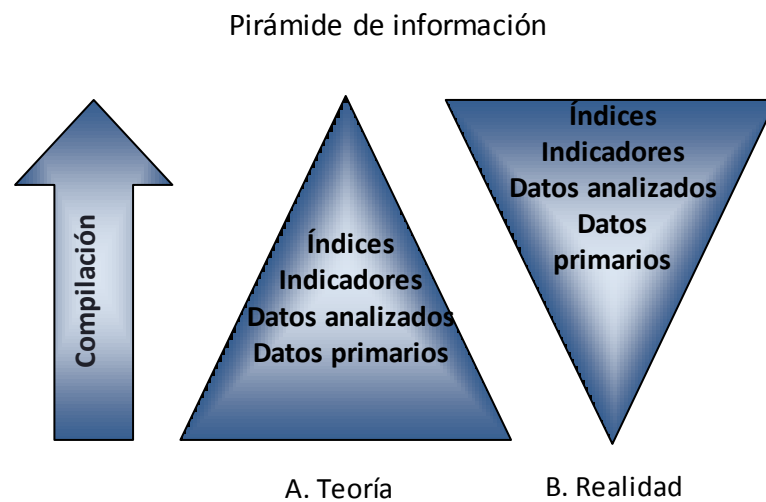 Pirámide de información
Compilación
Índices
Indicadores
Datos analizados
Datos primarios
Índices
Indicadores
Datos analizados
Datos
primarios
A. Teoría
B. Realidad